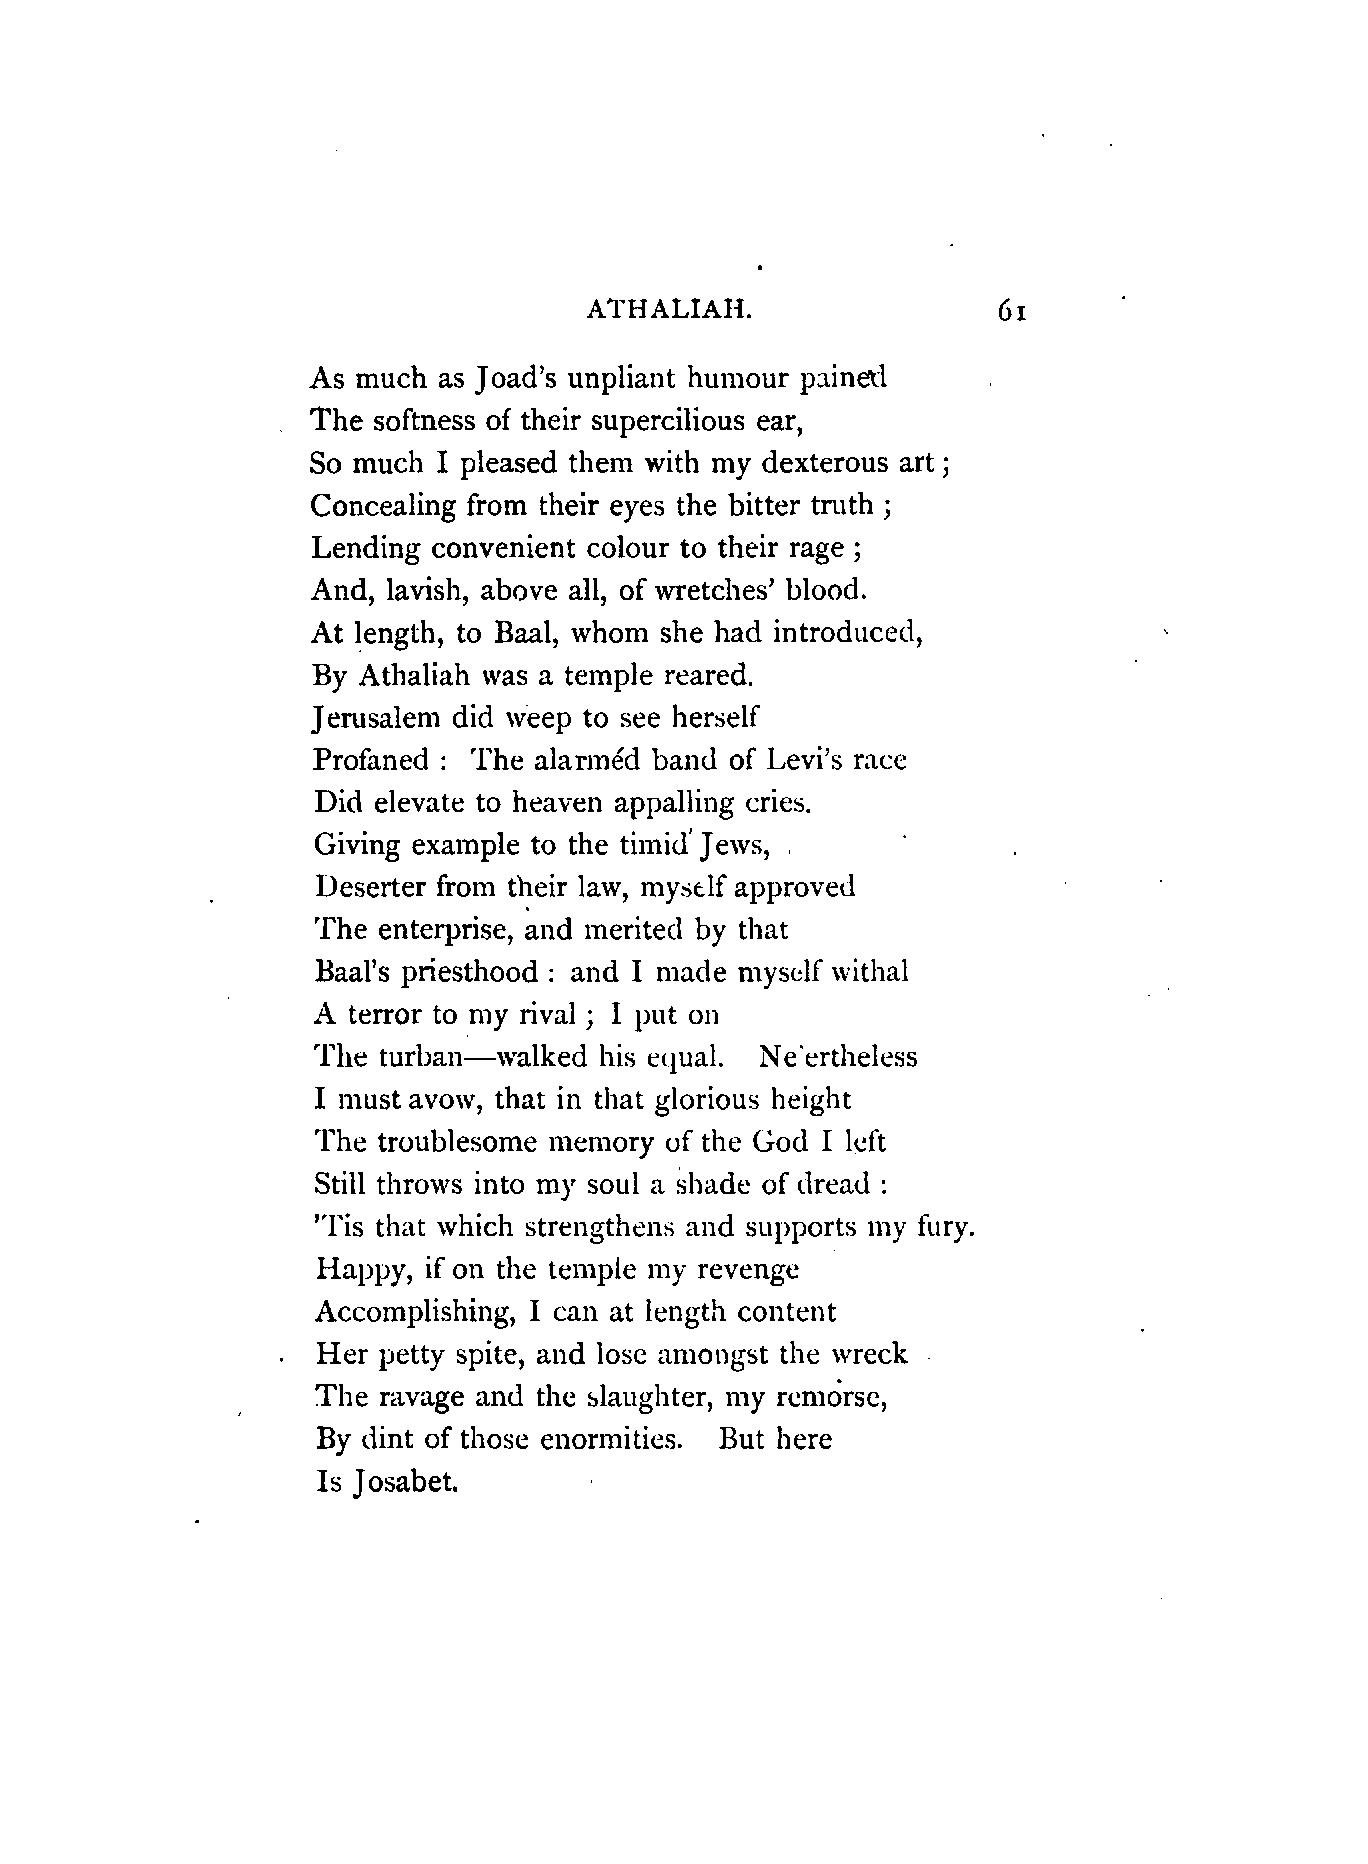 ATHALIAH. 61
As much as Joad's unpliant humour pained
The softness of their supercilious ear,
So much I pleased them with my dexterous art ;
Concealing from their eyes the bitter truth ;
Lending convenient colour to their rage ;
And, lavish, above all, of wretches' blood.
At length, to Baal, whom she had introduced,
By Athaliah was a temple reared.
Jerusalem did weep to see herself
Profaned : The alarméd band of Levi's race
Did elevate to heaven appalling cries.
Giving example to the timid Jews,
Deserter from their law, myself approved
The enterprise, and merited by that
Baal's priesthood : and I made myself withal
A terror to my rival ; I put on
The turban—walked his equal. Ne'ertheless
I must avow, that in that glorious height
The troublesome memory of the God I left
Still throws into my soul a shade of dread :
'Tis that which strengthens and supports my fury.
Happy, if on the temple my revenge
Accomplishing, I can at length content
Her petty spite, and lose amongst the wreck
The ravage and the slaughter, my remorse,
By dint of those enormities. But here
Is Josabet.